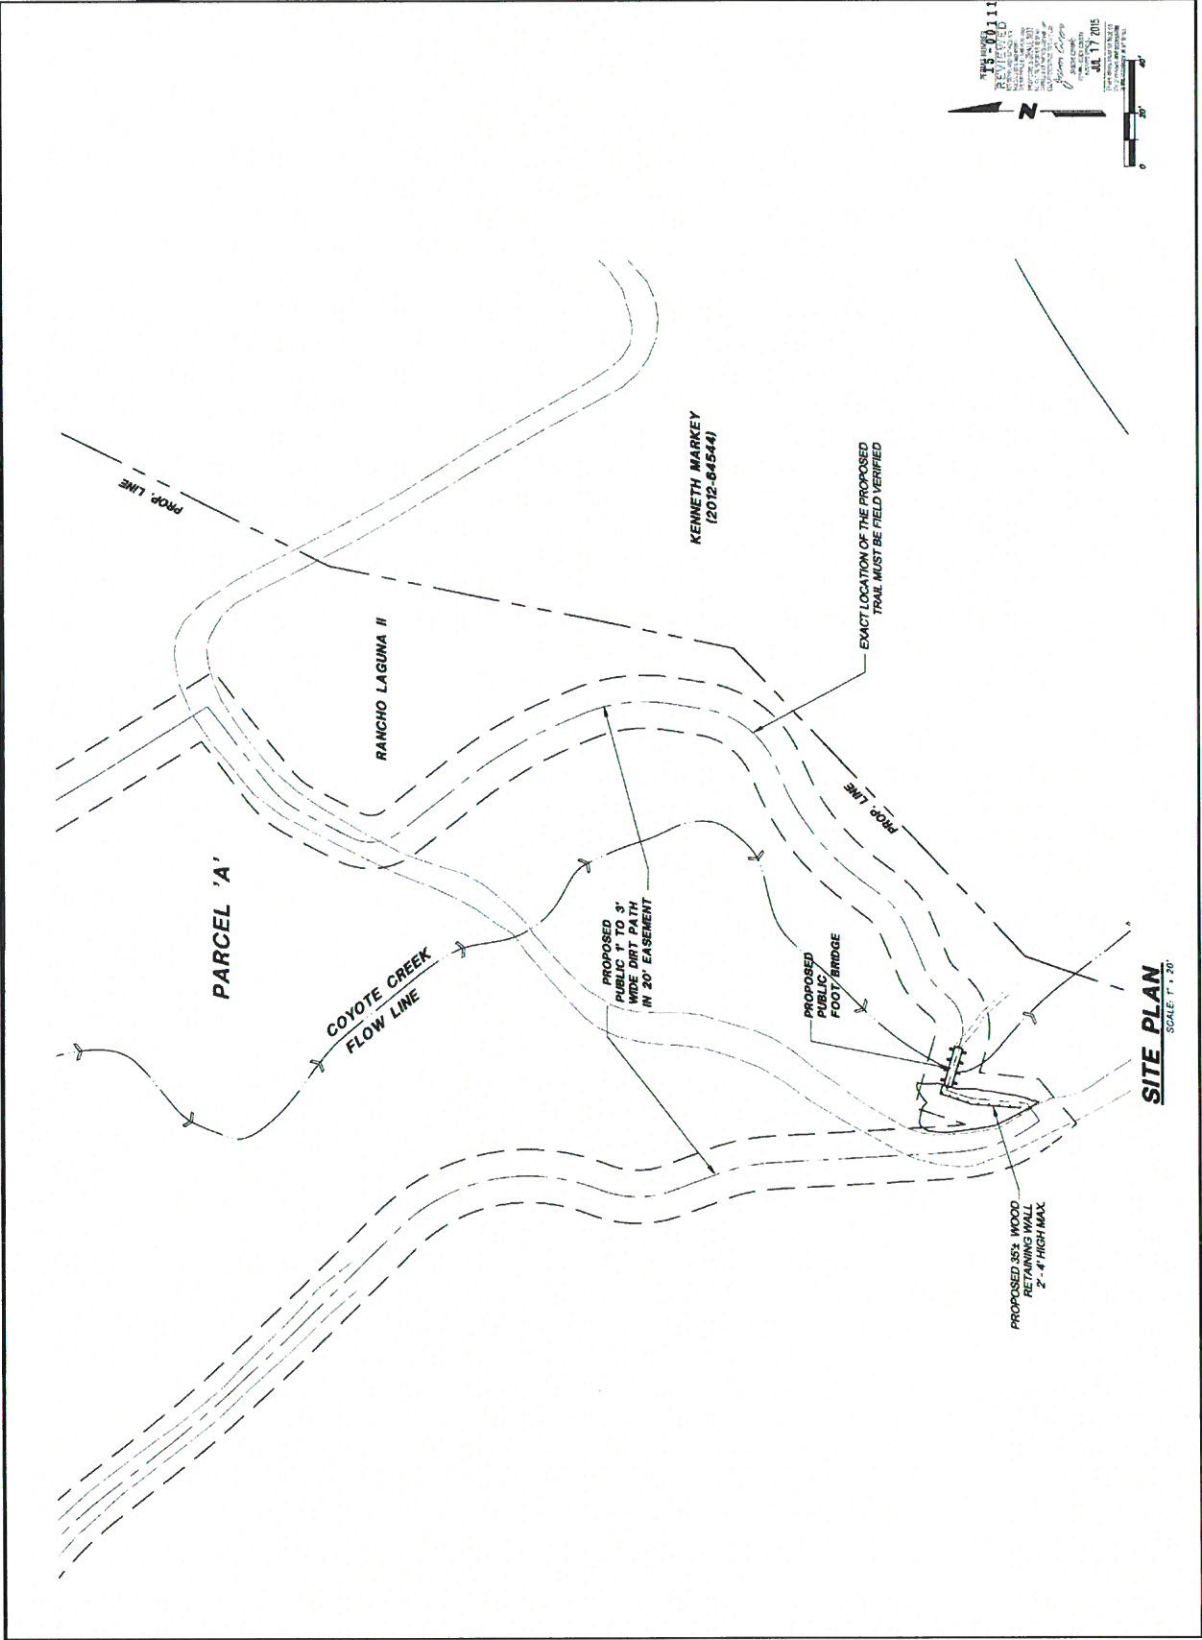 PARCEL 'A'
COYOTE CREEK
FLOW LINE
RANCHO LAGUNA II
PROP. LINE
KENNETH MARKEY
(2012-64544)
PROPOSED
PUBLIC 1' TO 3'
WIDE DIRT PATH
IN 20' EASEMENT
EXACT LOCATION OF THE PROPOSED
TRAIL MUST BE FIELD VERIFIED
PROP. LINE
PROPOSED
PUBLIC
FOOT BRIDGE
PROPOSED 35'± WOOD
RETAINING WALL
2' - 4' HIGH MAX.
SITE PLAN
SCALE: 1" = 20'
N
15-00111
REVIEWED
JUL 17 2015
0 20' 40'